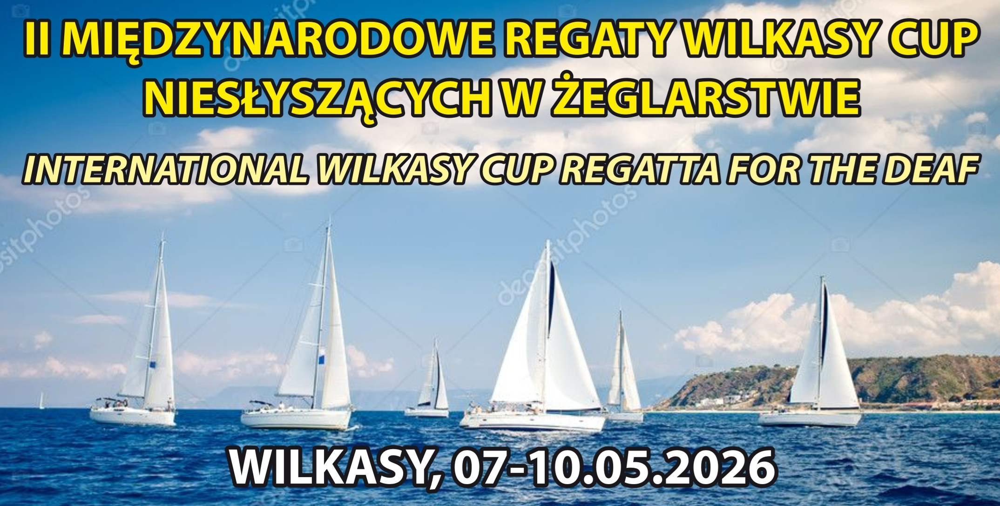 II MIĘDZYNARODOWE REGATY WILKASY CUP
NIESŁYSZĄCYCH W ŻEGLARSTWIE
INTERNATIONAL WILKASY CUP REGATTA FOR THE DEAF
depositphotos
WILKASY, 07-10.05.2026